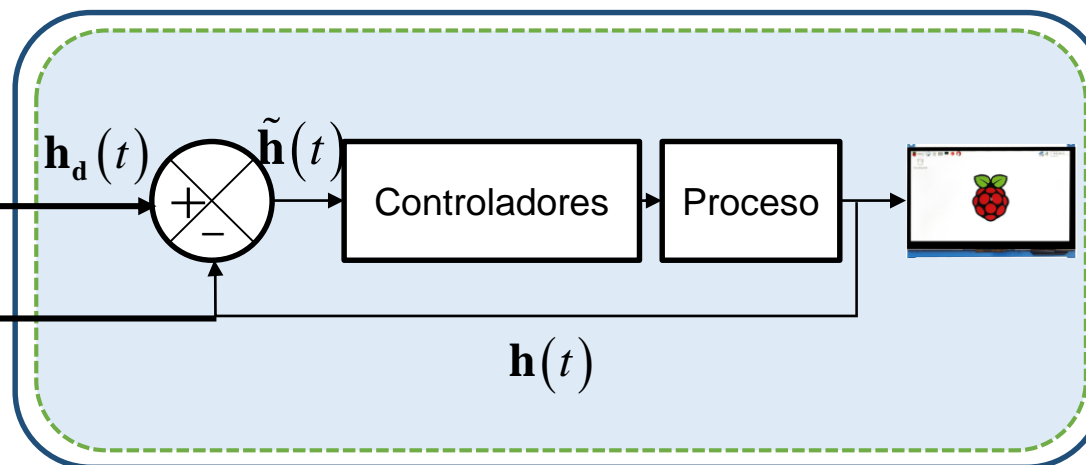 h_d(t)
h̃(t)
+
−
Controladores
Proceso
h(t)